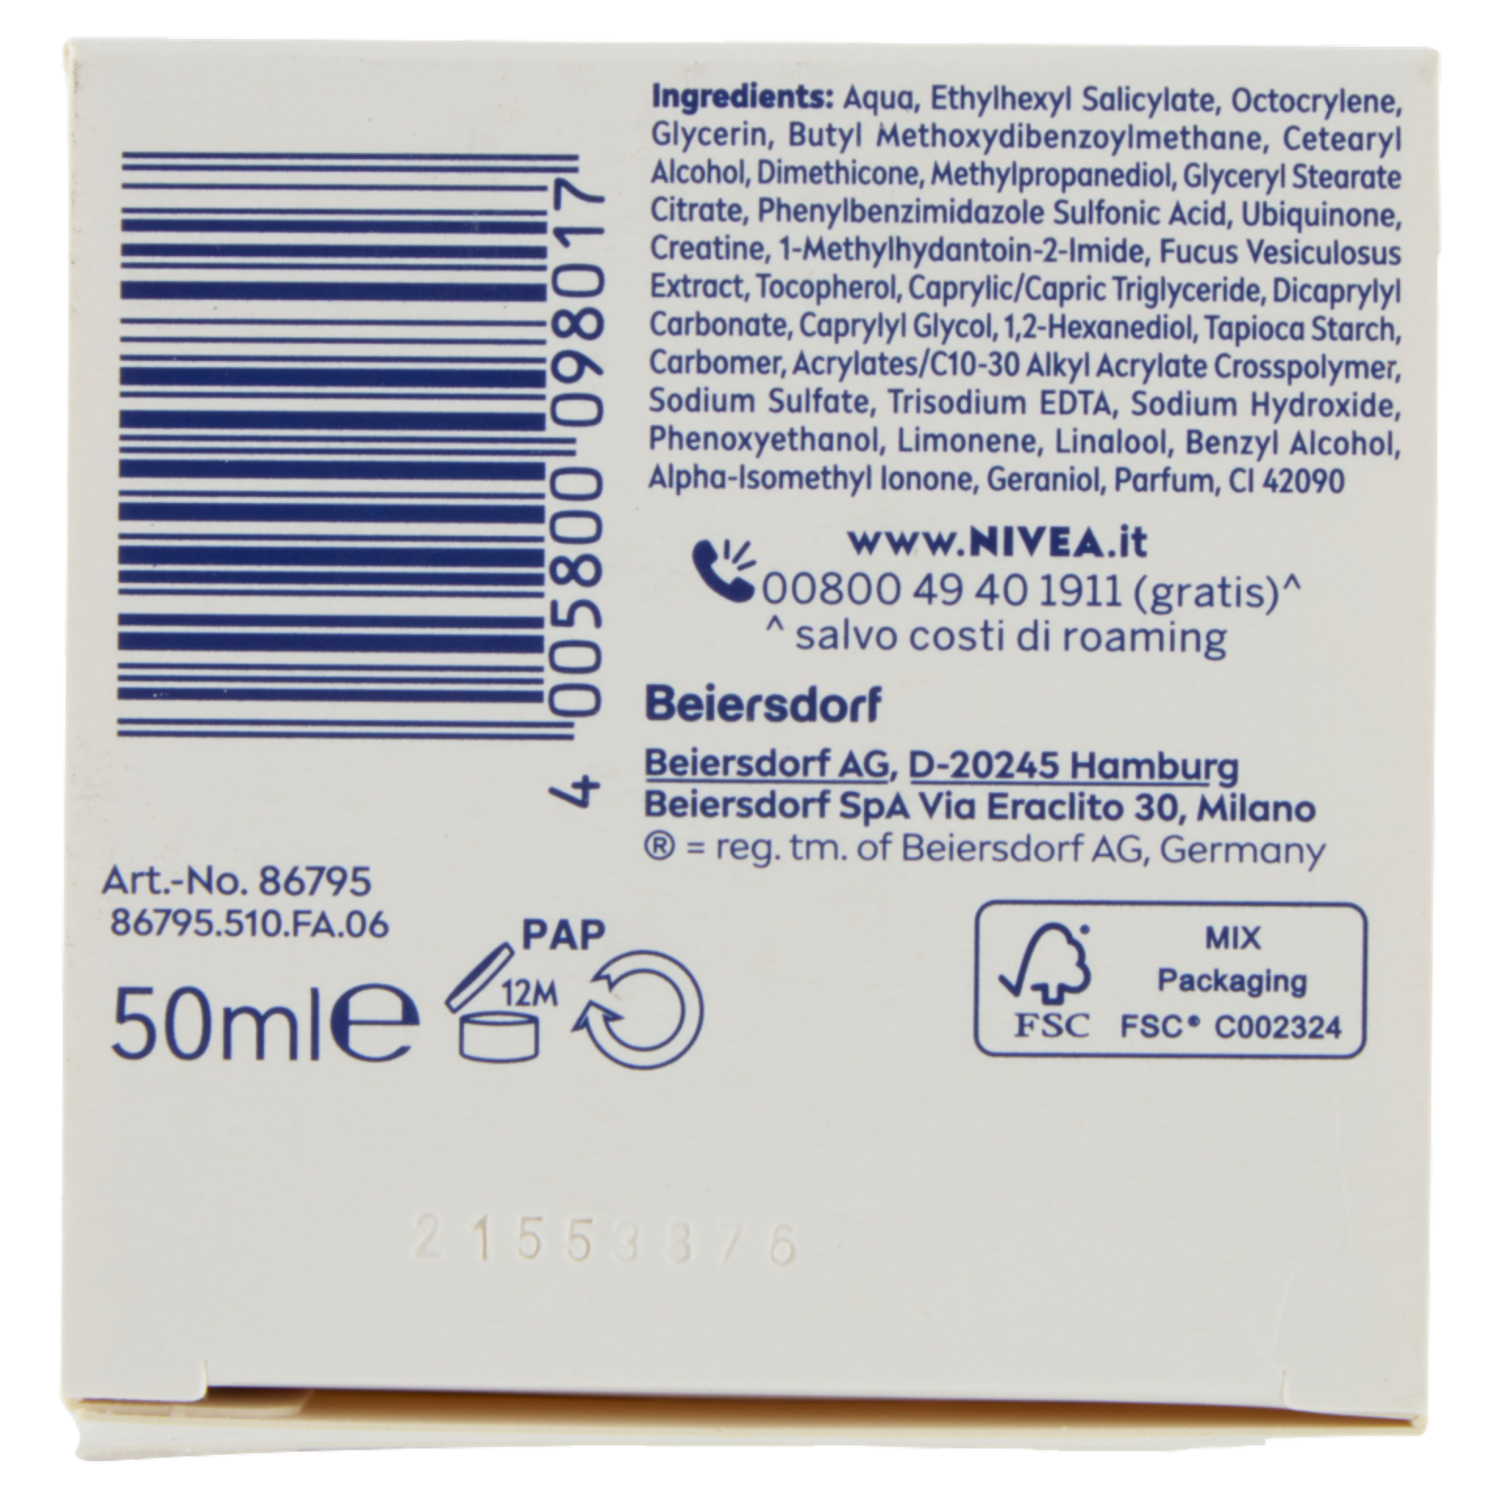 Ingredients: Aqua, Ethylhexyl Salicylate, Octocrylene,
Glycerin, Butyl Methoxydibenzoylmethane, Cetearyl
Alcohol, Dimethicone, Methylpropanediol, Glyceryl Stearate
Citrate, Phenylbenzimidazole Sulfonic Acid, Ubiquinone,
Creatine, 1-Methylhydantoin-2-Imide, Fucus Vesiculosus
Extract, Tocopherol, Caprylic/Capric Triglyceride, Dicaprylyl
Carbonate, Caprylyl Glycol, 1,2-Hexanediol, Tapioca Starch,
Carbomer, Acrylates/C10-30 Alkyl Acrylate Crosspolymer,
Sodium Sulfate, Trisodium EDTA, Sodium Hydroxide,
Phenoxyethanol, Limonene, Linalool, Benzyl Alcohol,
Alpha-Isomethyl Ionone, Geraniol, Parfum, CI 42090
www.NIVEA.it
00800 49 40 1911 (gratis)^
^ salvo costi di roaming
Beiersdorf
Beiersdorf AG, D-20245 Hamburg
Beiersdorf SpA Via Eraclito 30, Milano
® = reg. tm. of Beiersdorf AG, Germany
4 005800 098017
Art.-No. 86795
86795.510.FA.06
50ml℮
12M
PAP
FSC
MIX
Packaging
FSC® C002324
21553876